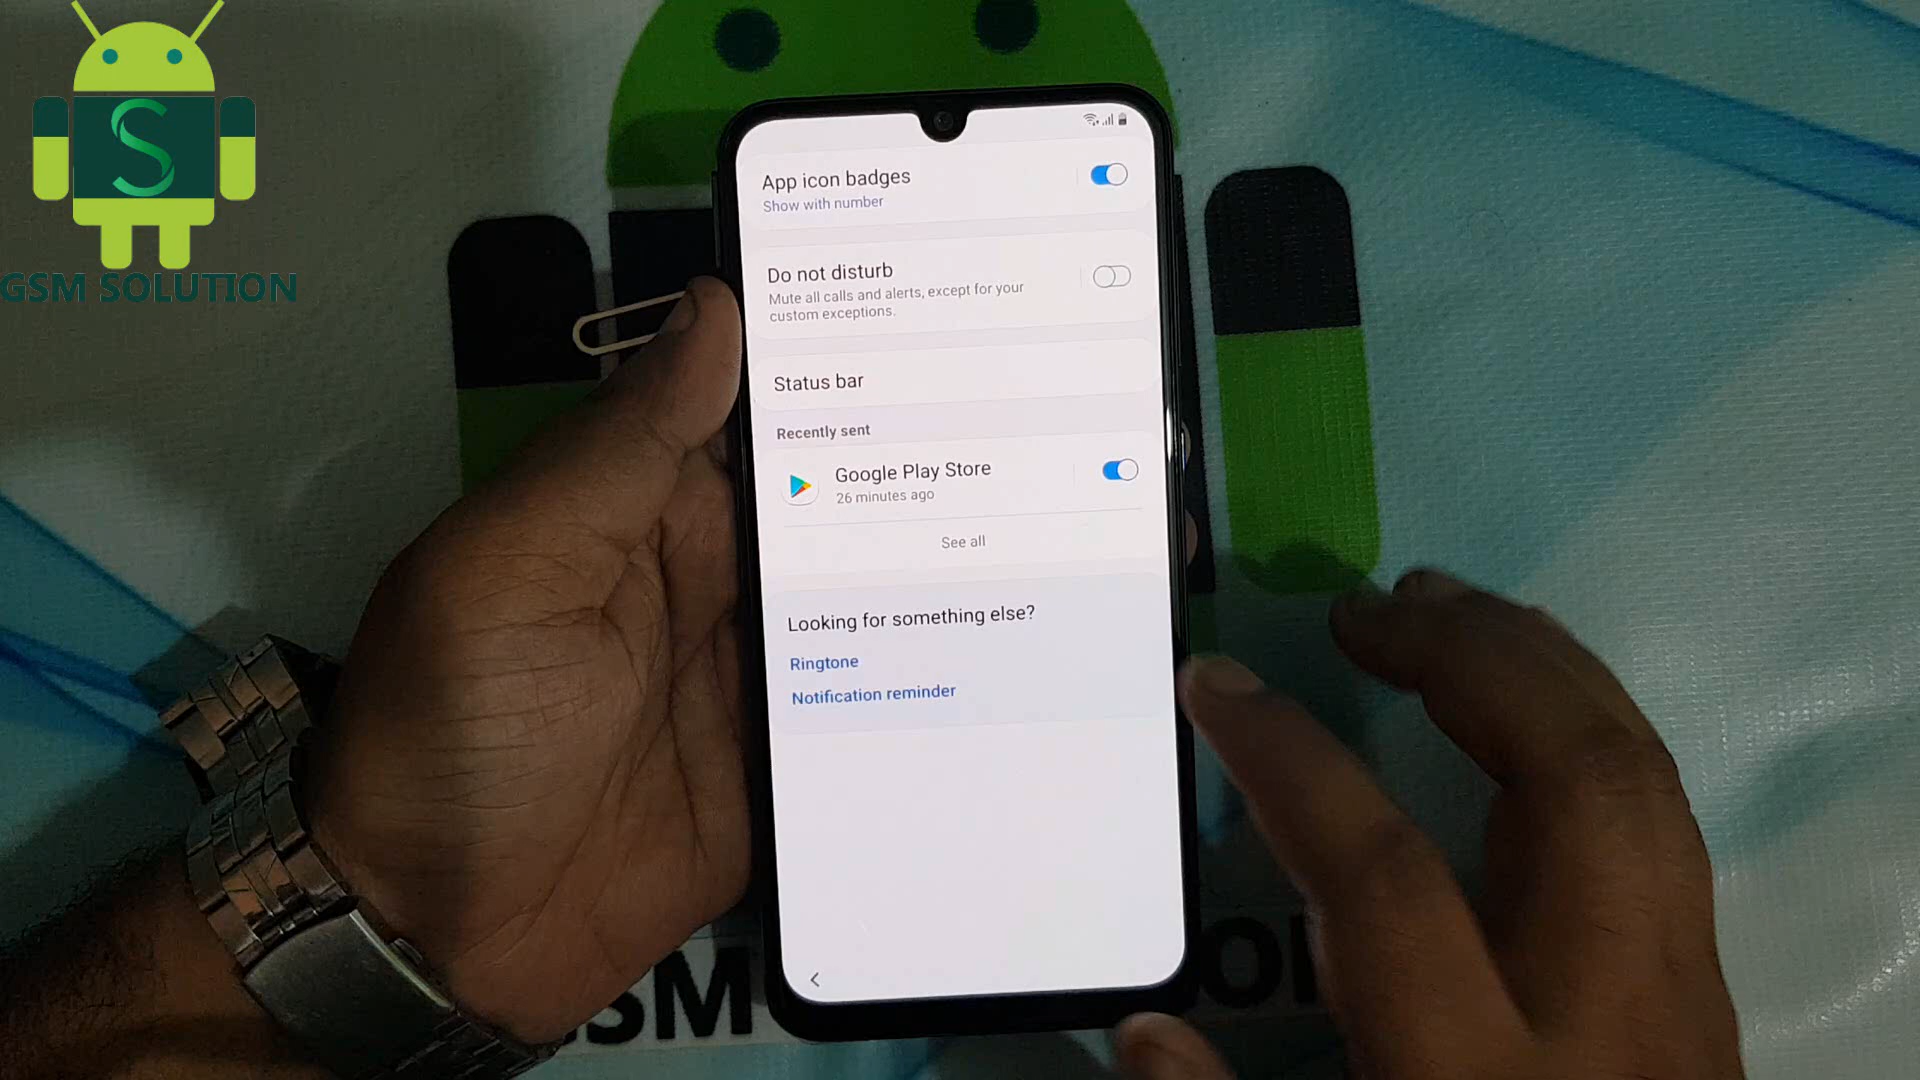 S
GSM SOLUTION
App icon badges
Show with number
Do not disturb
Mute all calls and alerts, except for your
custom exceptions.
Status bar
Recently sent
Google Play Store
26 minutes ago
See all
Looking for something else?
Ringtone
Notification reminder
GSM